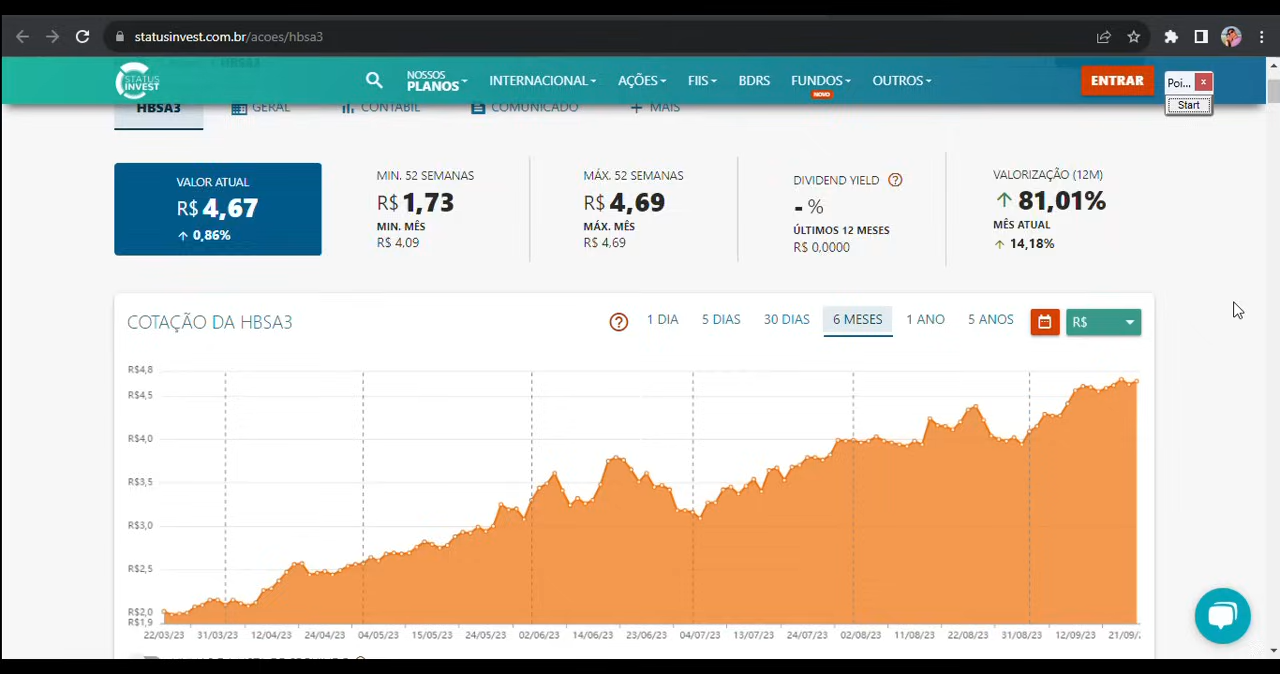 statusinvest.com.br/acoes/hbsa3
STATUS
INVEST
NOSSOS
PLANOS
INTERNACIONAL
AÇÕES
FIIS
BDRS
FUNDOS
NOVO
OUTROS
ENTRAR
Poi... x
Start
HBSA3
GERAL
CONTÁBIL
COMUNICADO
+ MAIS
VALOR ATUAL
R$ 4,67
↑ 0,86%
MIN. 52 SEMANAS
R$ 1,73
MIN. MÊS
R$ 4,09
MÁX. 52 SEMANAS
R$ 4,69
MÁX. MÊS
R$ 4,69
DIVIDEND YIELD ?
- %
ÚLTIMOS 12 MESES
R$ 0,0000
VALORIZAÇÃO (12M)
↑ 81,01%
MÊS ATUAL
↑ 14,18%
COTAÇÃO DA HBSA3
? 1 DIA 5 DIAS 30 DIAS 6 MESES 1 ANO 5 ANOS R$
R$4,8
R$4,5
R$4,0
R$3,5
R$3,0
R$2,5
R$2,0
R$1,9
22/03/23 31/03/23 12/04/23 24/04/23 04/05/23 15/05/23 24/05/23 02/06/23 14/06/23 23/06/23 04/07/23 13/07/23 24/07/23 02/08/23 11/08/23 22/08/23 31/08/23 12/09/23 21/09/